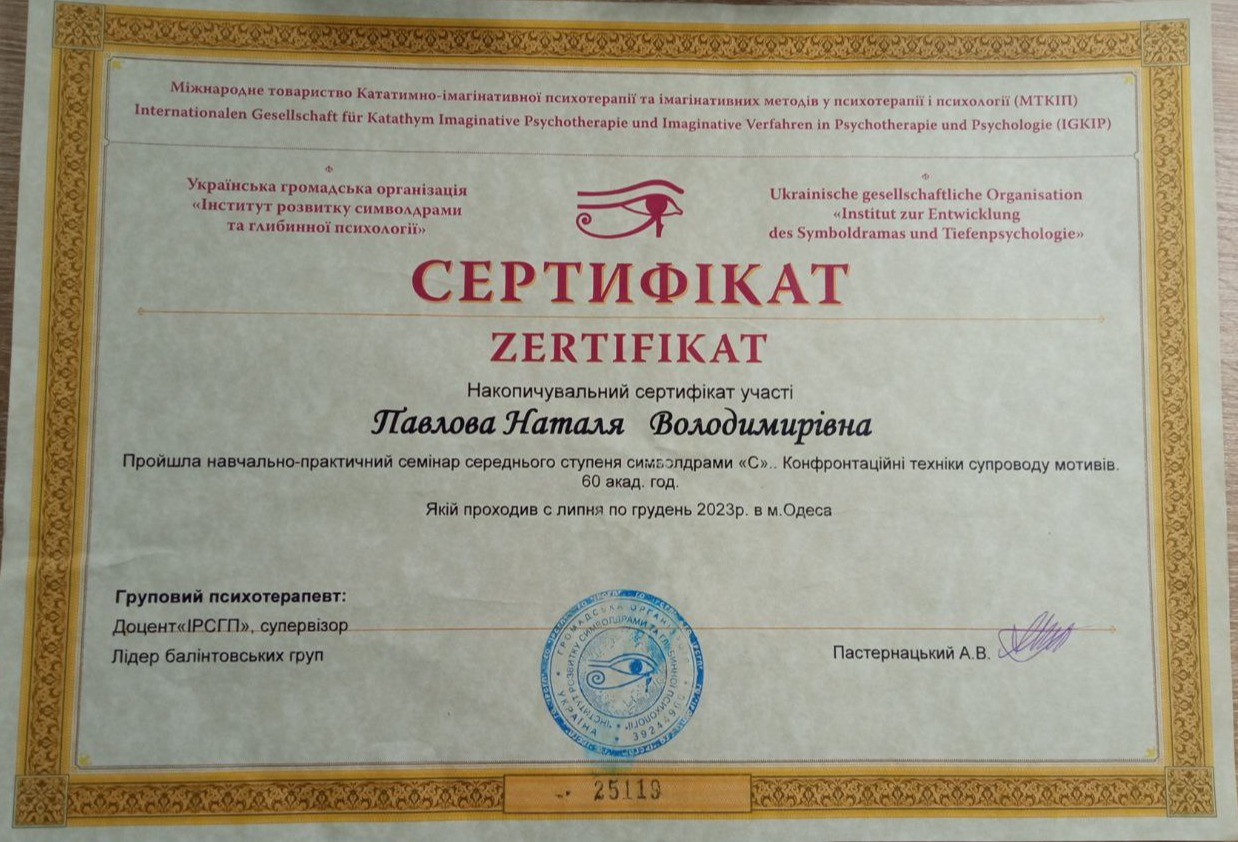 Міжнародне товариство Кататимно-імагінативної психотерапії та імагінативних методів у психотерапії і психології (МТКІП)
Internationalen Gesellschaft für Katathym Imaginative Psychotherapie und Imaginative Verfahren in Psychotherapie und Psychologie (IGKIP)
Українська громадська організація
«Інститут розвитку символдрами
та глибинної психології»
Ukrainische gesellschaftliche Organisation
«Institut zur Entwicklung
des Symboldramas und Tiefenpsychologie»
СЕРТИФІКАТ
ZERTIFIKAT
Накопичувальний сертифікат участі
Павлова Наталя Володимирівна
Пройшла навчально-практичний семінар середнього ступеня символдрами «С».. Конфронтаційні техніки супроводу мотивів.
60 акад. год.
Якій проходив с липня по грудень 2023р. в м.Одеса
Груповий психотерапевт:
Доцент«ІРСГП», супервізор
Лідер балінтовських груп
Пастернацький А.В.
ГРОМАДСЬКА
УКРАЇНА
25119